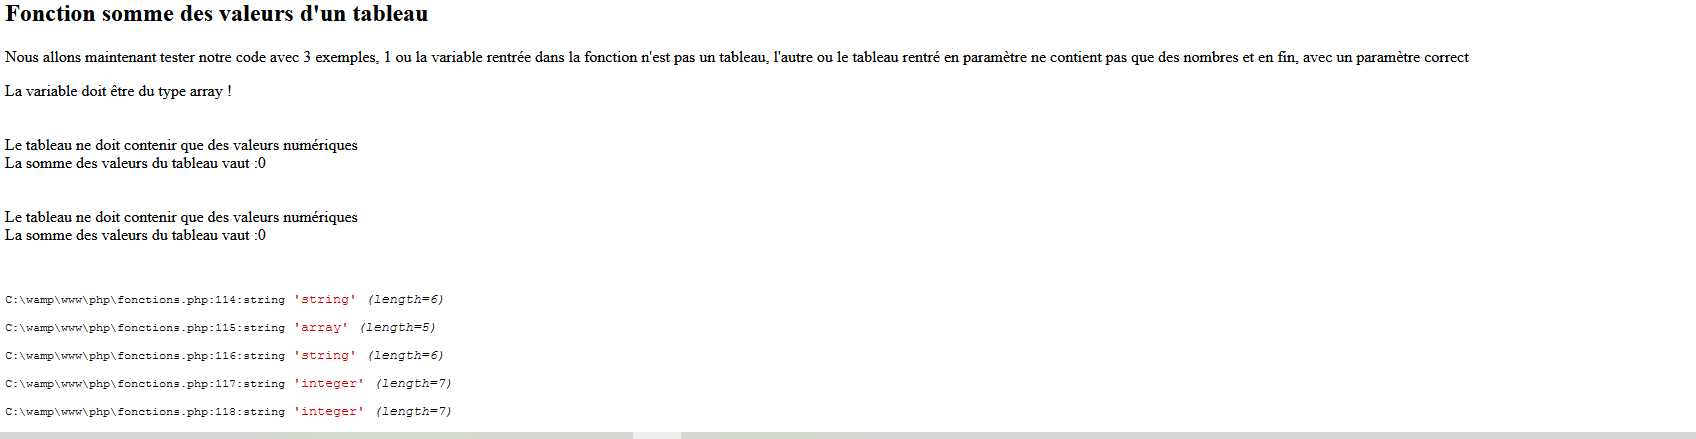 Fonction somme des valeurs d'un tableau
Nous allons maintenant tester notre code avec 3 exemples, 1 ou la variable rentrée dans la fonction n'est pas un tableau, l'autre ou le tableau rentré en paramètre ne contient pas que des nombres et en fin, avec un paramètre correct
La variable doit être du type array !
Le tableau ne doit contenir que des valeurs numériques
La somme des valeurs du tableau vaut :0
Le tableau ne doit contenir que des valeurs numériques
La somme des valeurs du tableau vaut :0
C:\wamp\www\php\fonctions.php:114:string 'string' (length=6)
C:\wamp\www\php\fonctions.php:115:string 'array' (length=5)
C:\wamp\www\php\fonctions.php:116:string 'string' (length=6)
C:\wamp\www\php\fonctions.php:117:string 'integer' (length=7)
C:\wamp\www\php\fonctions.php:118:string 'integer' (length=7)